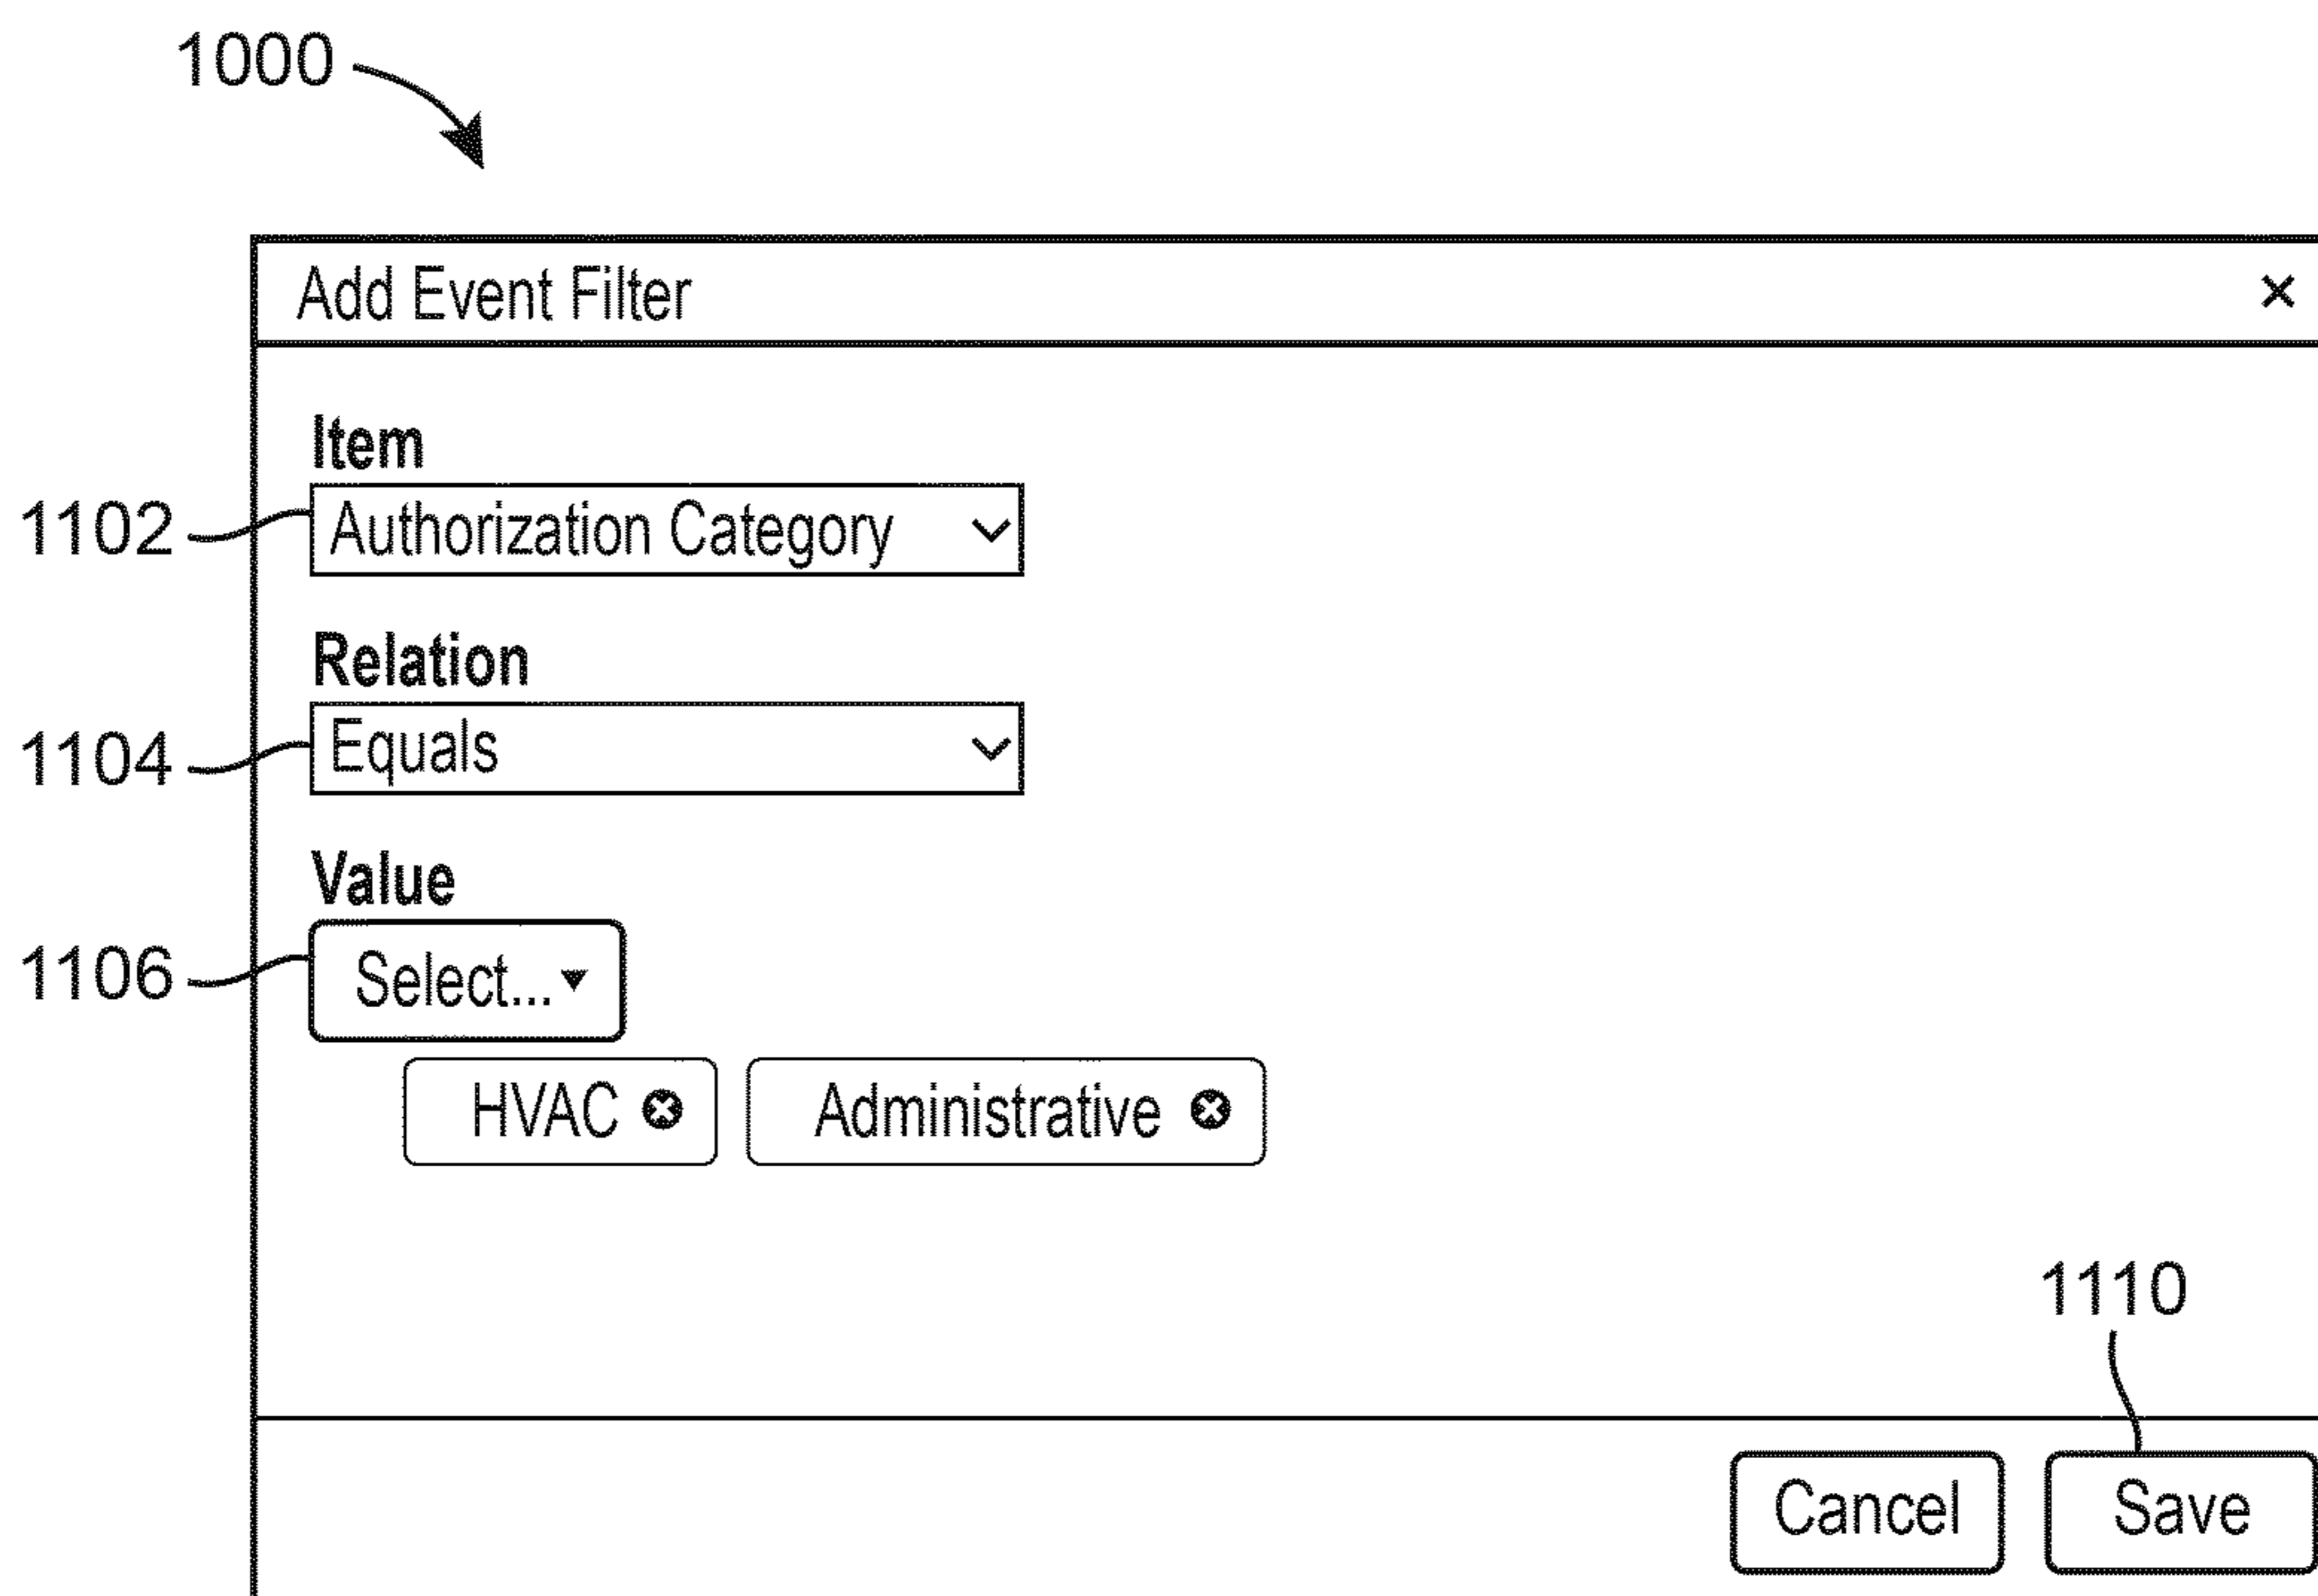 1000
Add Event Filter ×
Item
1102 Authorization Category
Relation
1104 Equals
Value
1106 Select...
HVAC Administrative
1110
Cancel Save